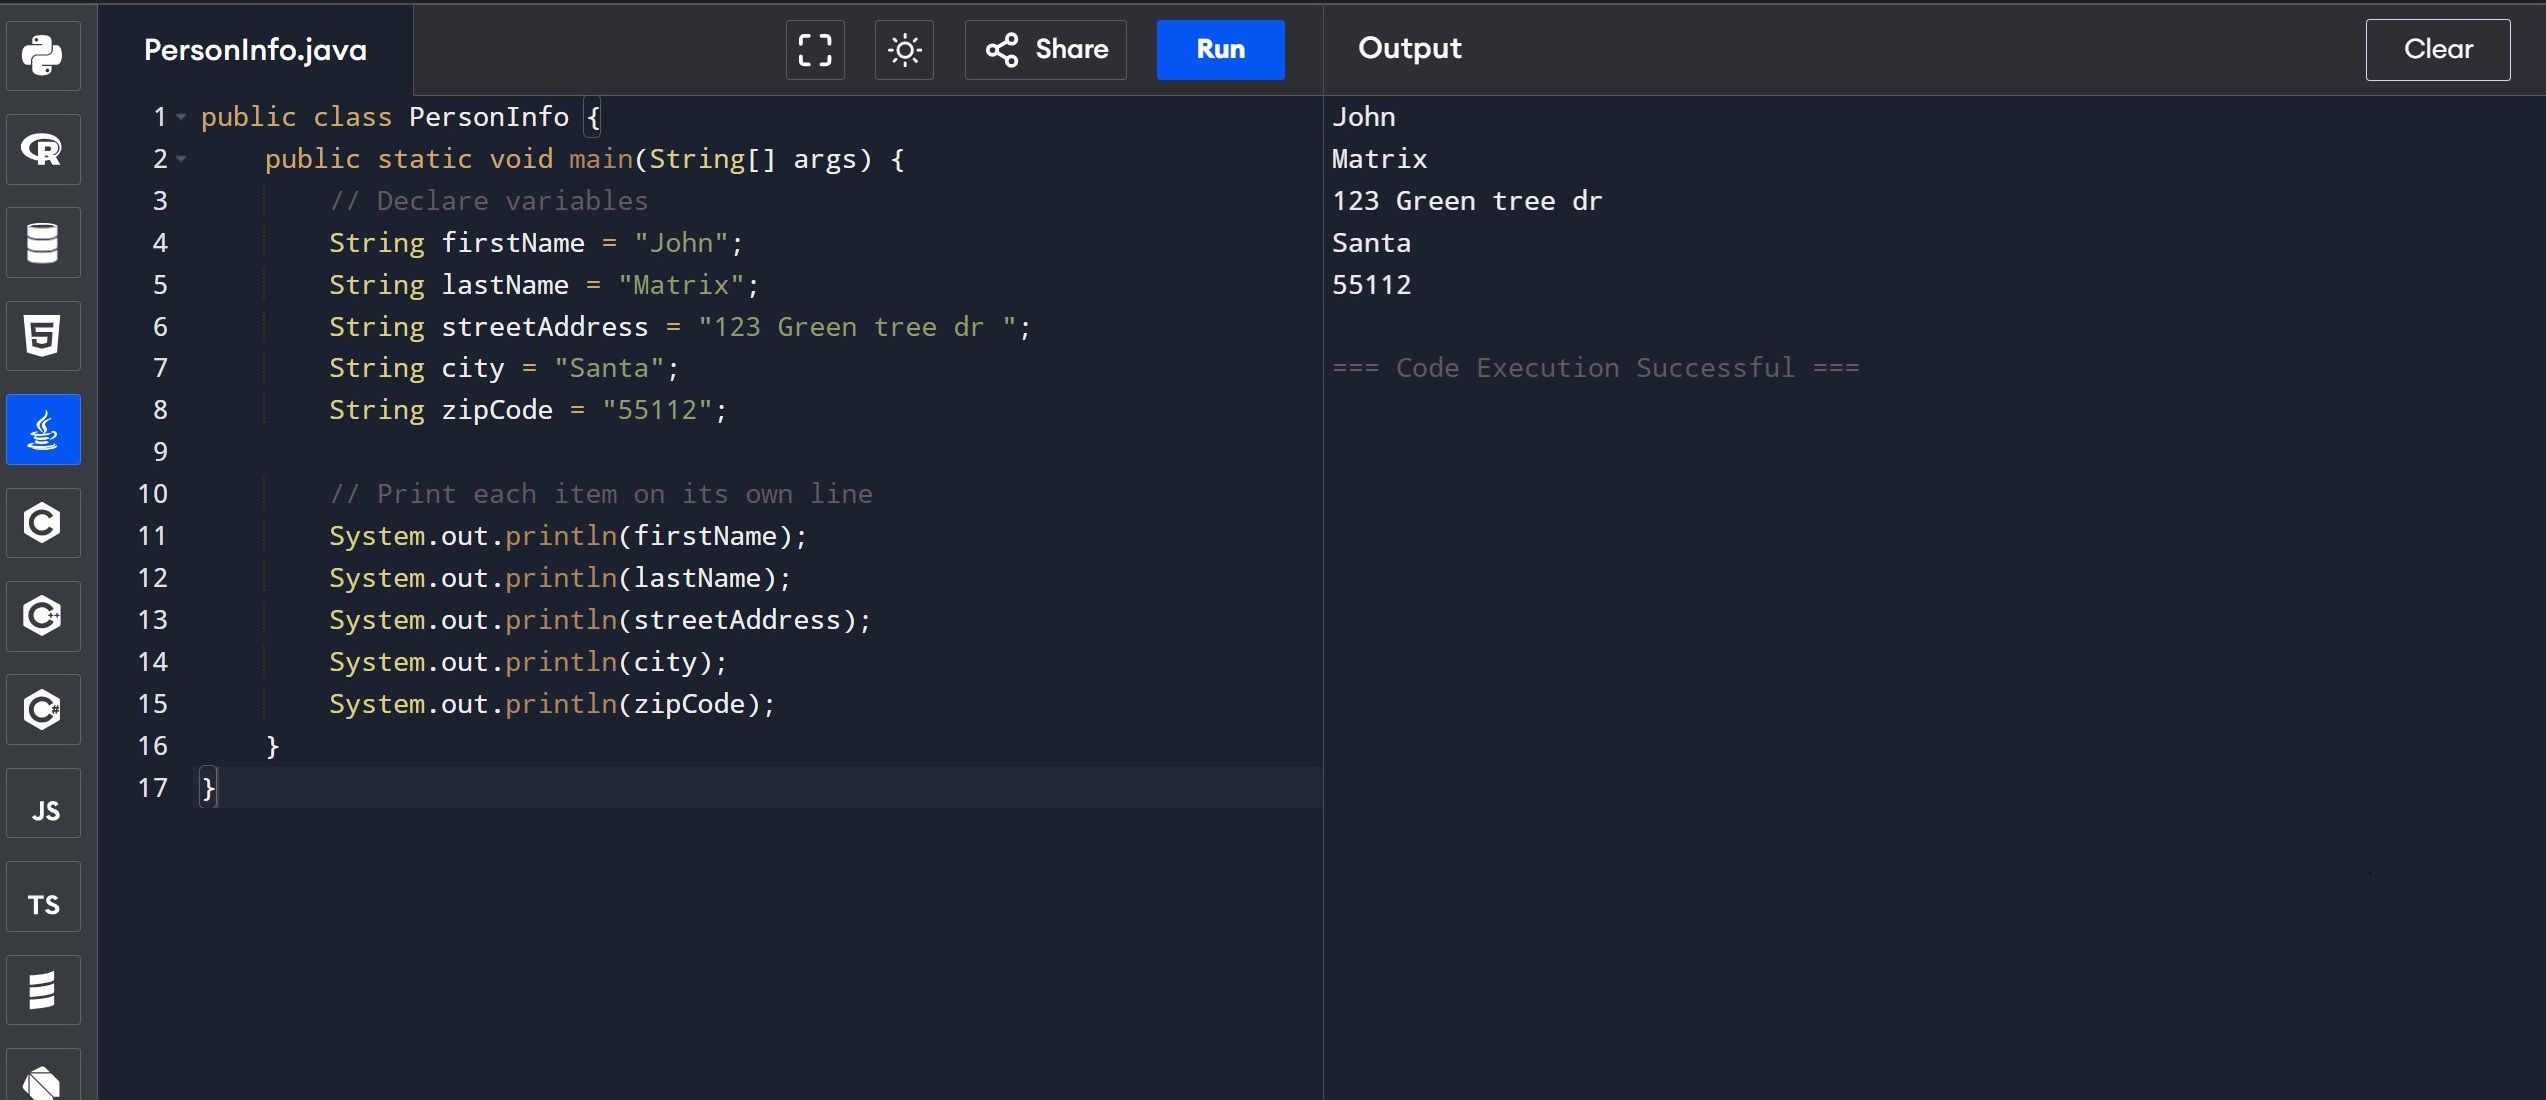 PersonInfo.java
Share
Run
Output
Clear
1 public class PersonInfo {
2     public static void main(String[] args) {
3         // Declare variables
4         String firstName = "John";
5         String lastName = "Matrix";
6         String streetAddress = "123 Green tree dr ";
7         String city = "Santa";
8         String zipCode = "55112";
9
10         // Print each item on its own line
11         System.out.println(firstName);
12         System.out.println(lastName);
13         System.out.println(streetAddress);
14         System.out.println(city);
15         System.out.println(zipCode);
16     }
17 }
John
Matrix
123 Green tree dr
Santa
55112
=== Code Execution Successful ===
R
5
C
C++
C#
JS
TS